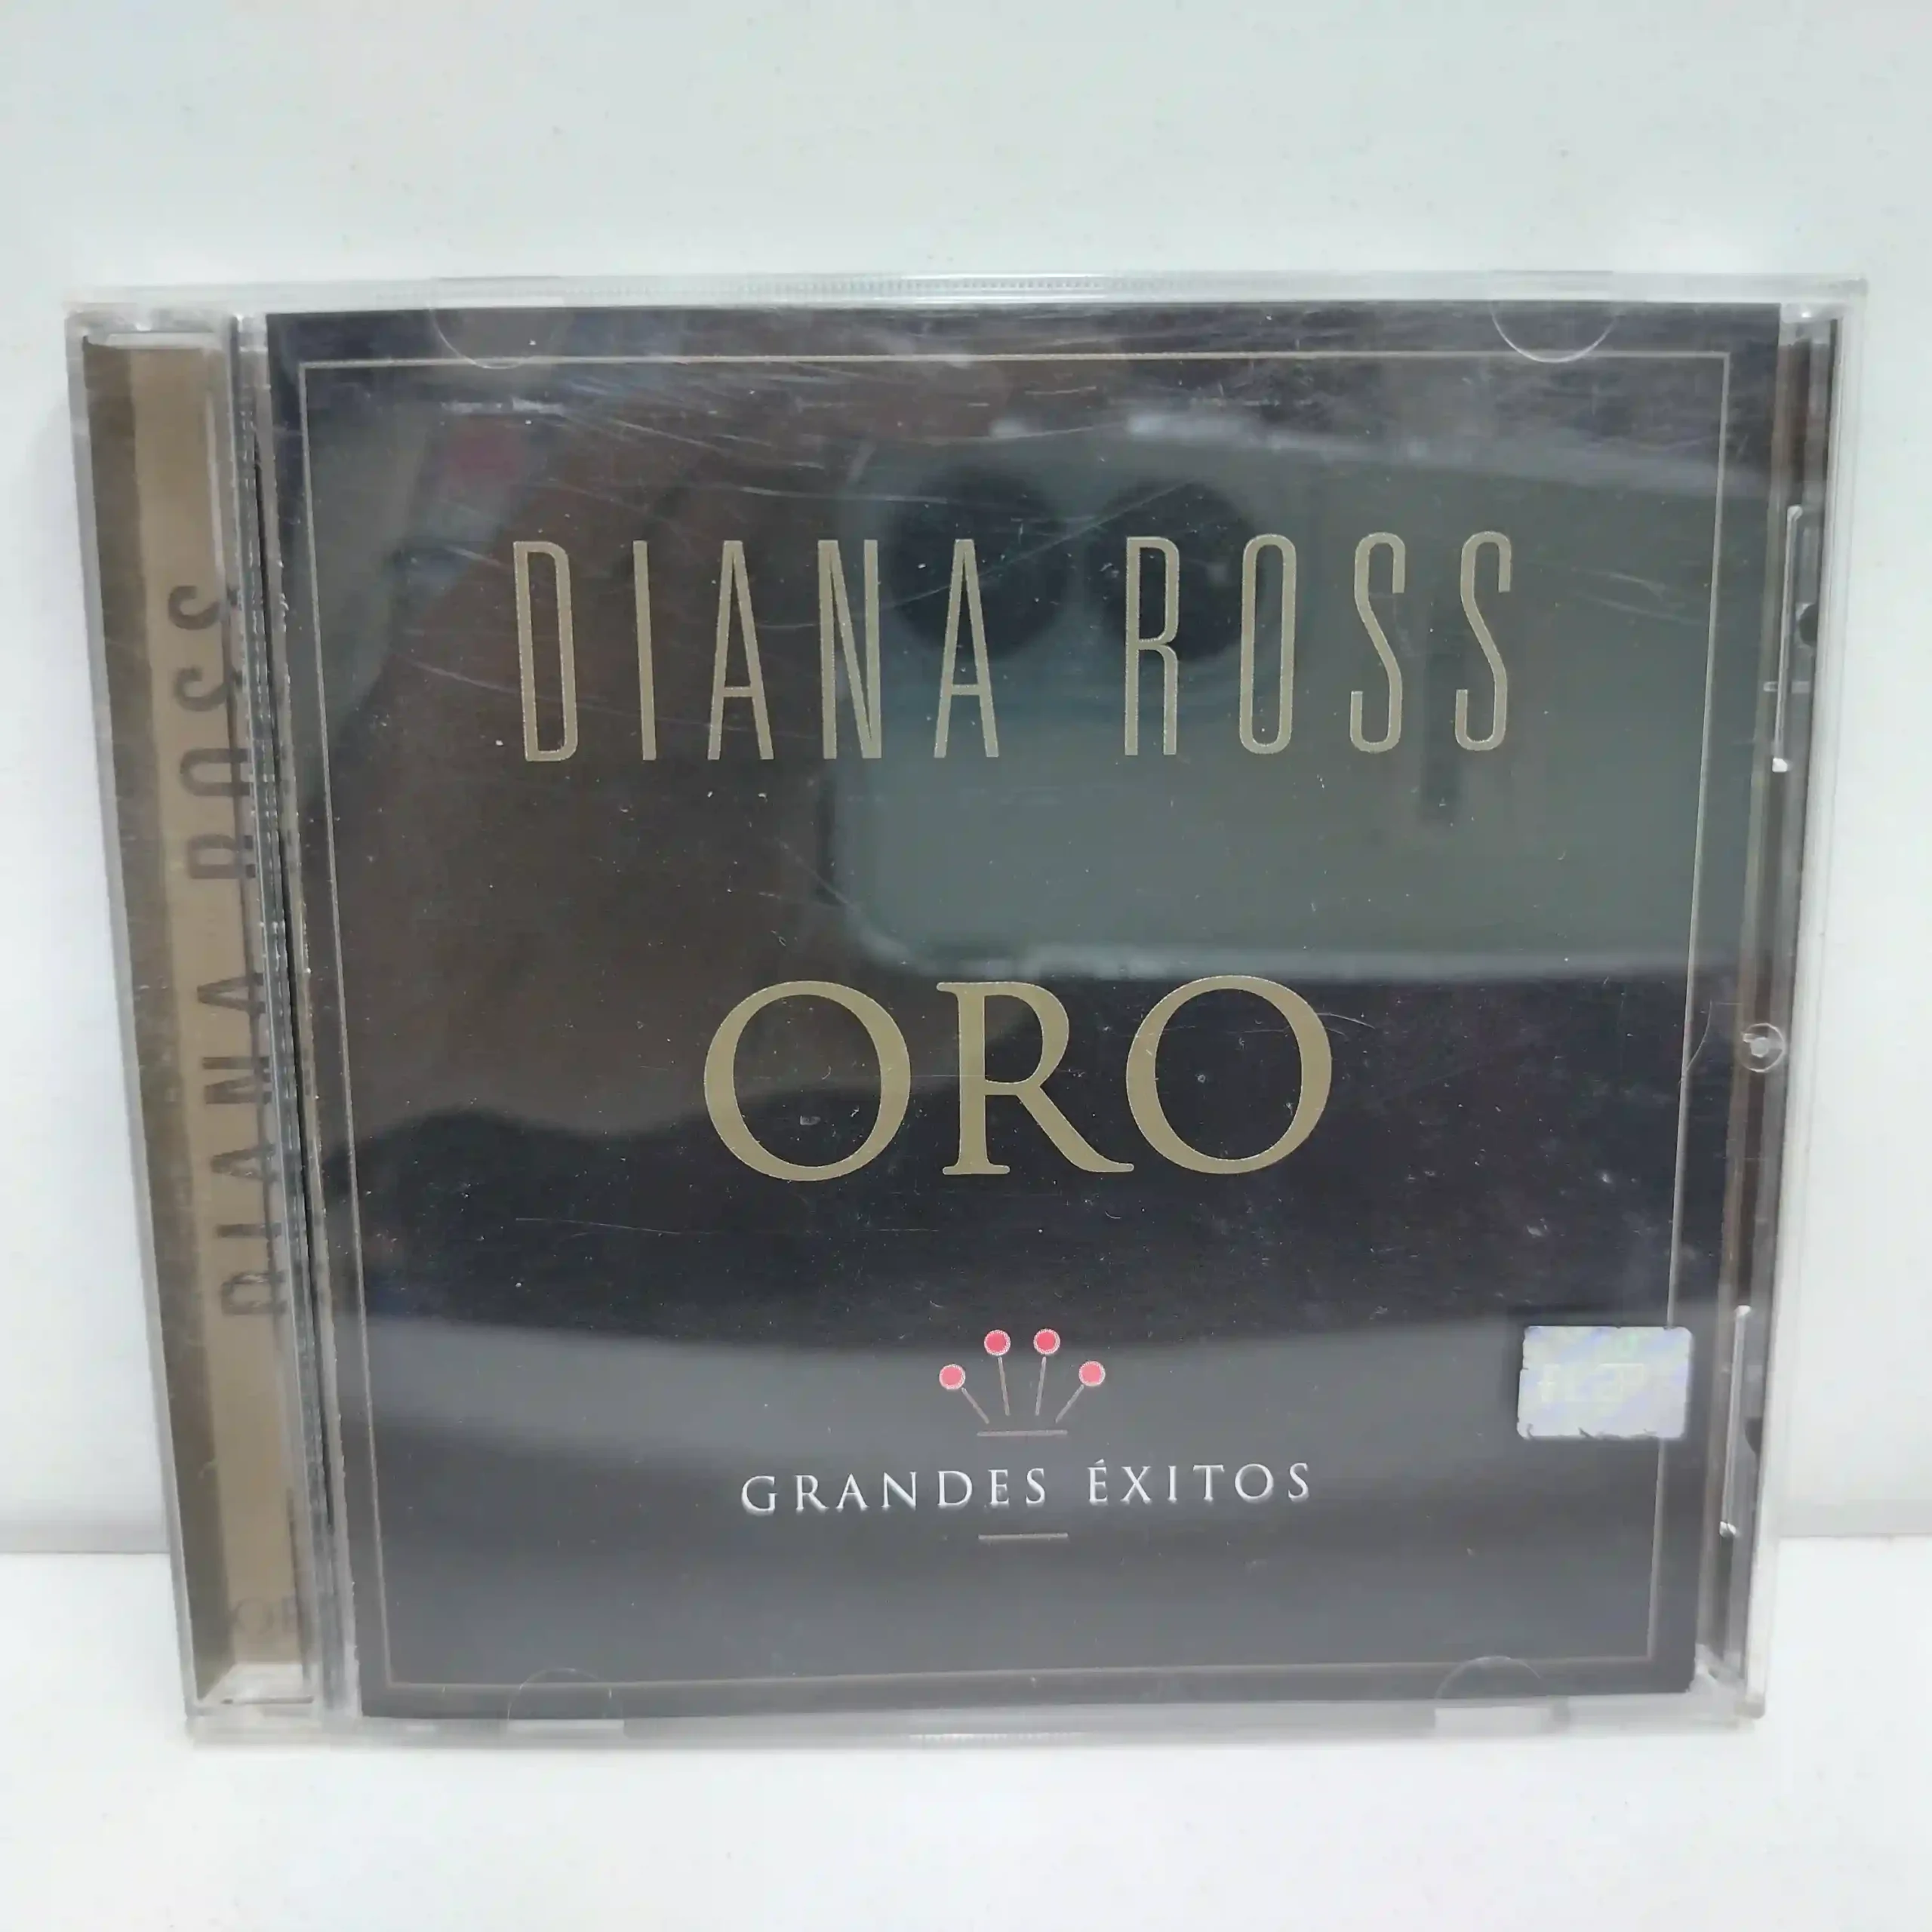 DIANA ROSS
ORO
GRANDES ÉXITOS
DIANA ROSS